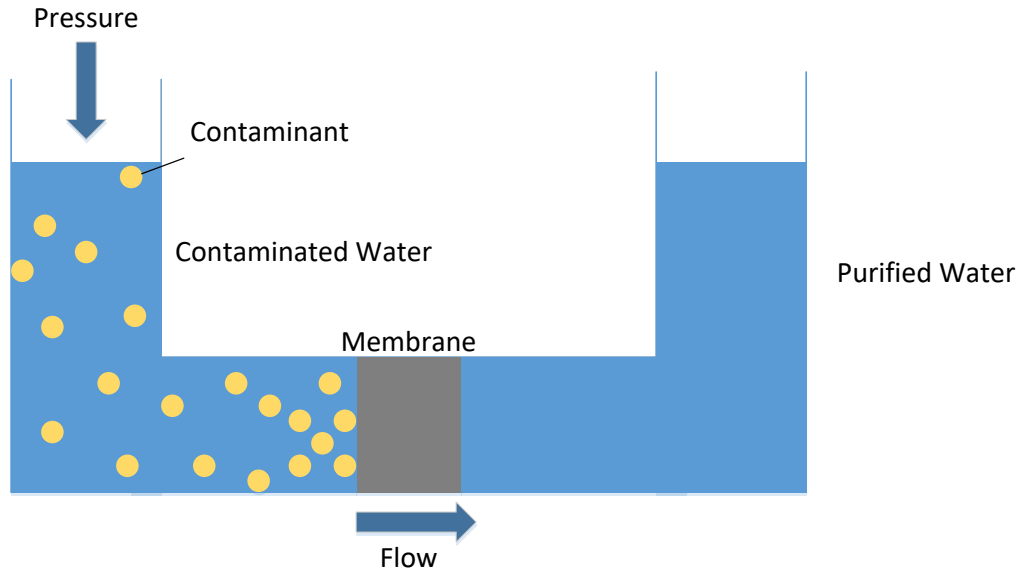 Pressure
Contaminant
Contaminated Water
Purified Water
Membrane
Flow